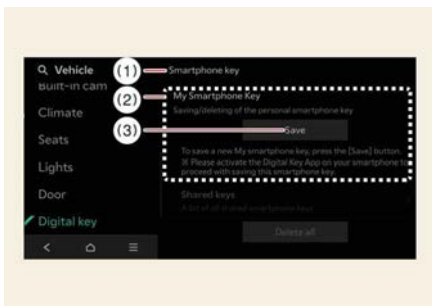 Vehicle
(1)
Smartphone key
Built-in cam
(2)
My Smartphone Key
Climate
Saving/deleting of the personal smartphone key
(3)
Save
Seats
To save a new My smartphone key, press the [Save] button.
Lights
※ Please activate the Digital Key App on your smartphone to
proceed with saving this smartphone key.
Door
Shared keys
A list of all shared smartphone keys
Digital key
Delete all